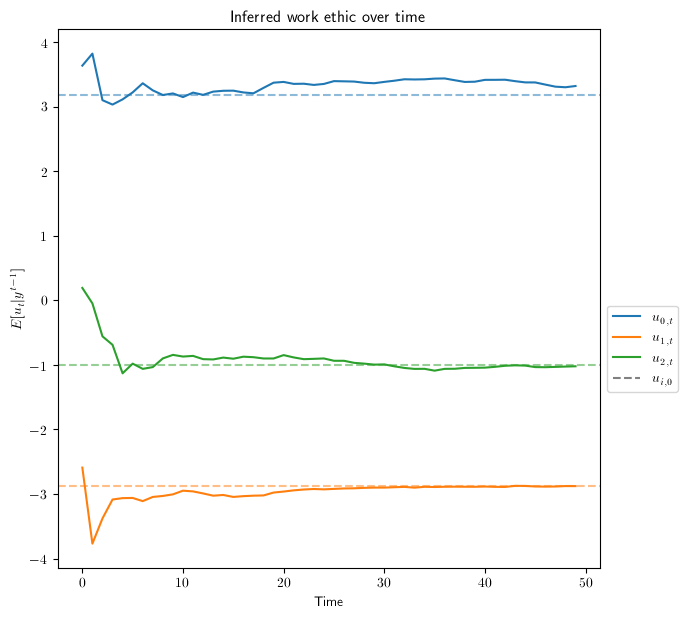 Inferred work ethic over time
4
3
2
1
0
−1
−2
−3
−4
E[u_t|y^{t−1}]
0
10
20
30
40
50
Time
u_{0,t}
u_{1,t}
u_{2,t}
u_{i,0}